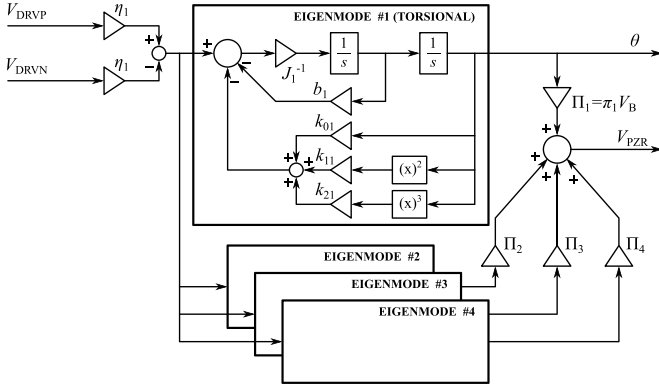 V_DRVP
η₁
V_DRVN
η₁
+
−
EIGENMODE #1 (TORSIONAL)
+
−
−
J₁⁻¹
1/s
1/s
b₁
k₀₁
k₁₁
(x)²
k₂₁
(x)³
+
+
+
θ
Π₁=π₁V_B
V_PZR
+
+
+
+
Π₂
Π₃
Π₄
EIGENMODE #2
EIGENMODE #3
EIGENMODE #4